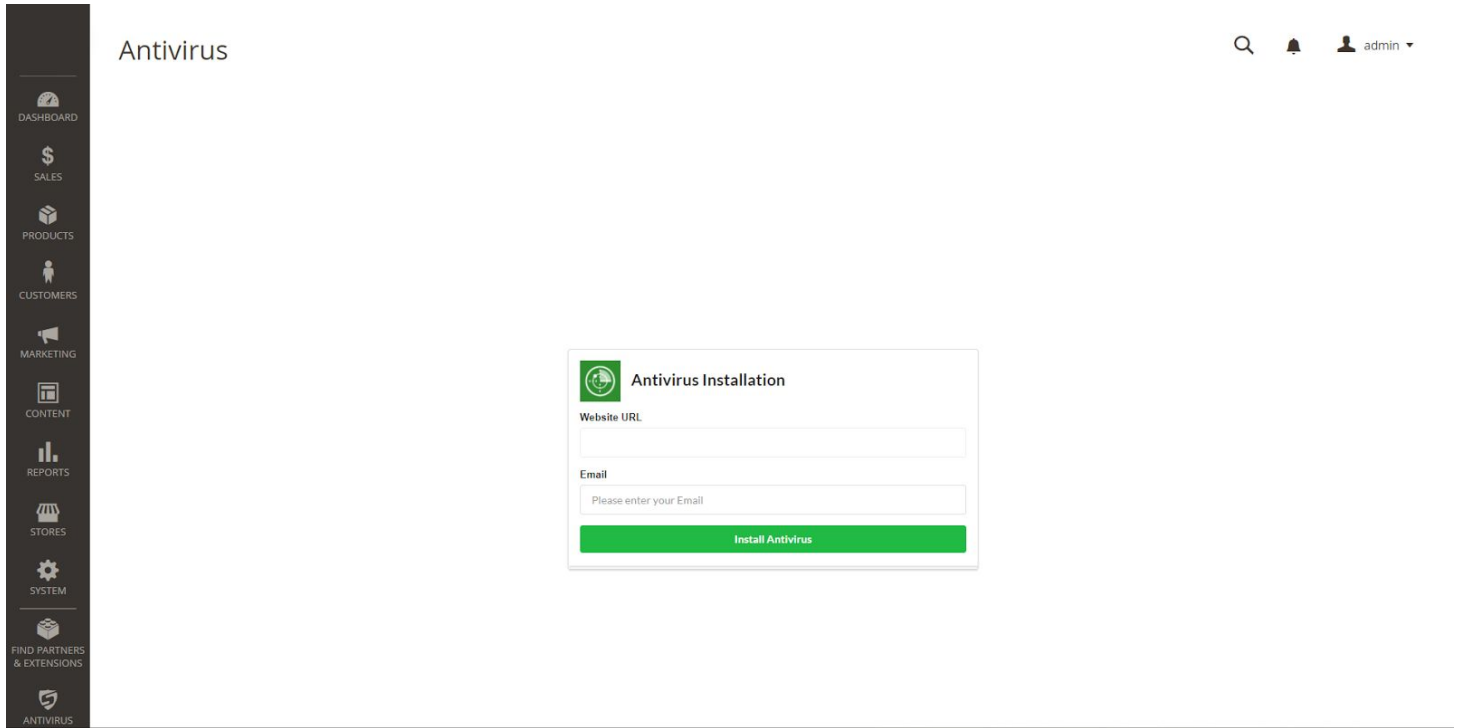 Antivirus
admin
DASHBOARD
$
SALES
PRODUCTS
CUSTOMERS
MARKETING
CONTENT
REPORTS
STORES
SYSTEM
FIND PARTNERS
& EXTENSIONS
ANTIVIRUS
Antivirus Installation
Website URL
Email
Please enter your Email
Install Antivirus